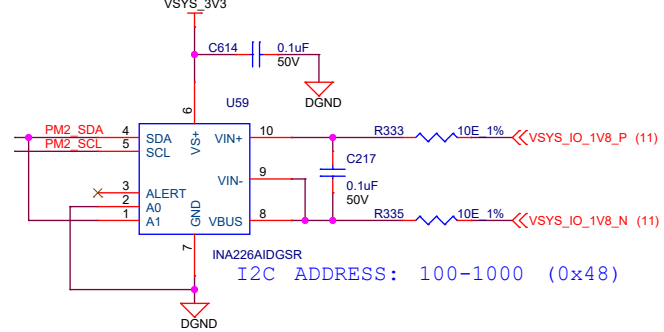 VSYS_3V3
C614 0.1uF
50V
DGND
U59
6
PM2_SDA 4 SDA VS+ VIN+ 10 R333 10E_1% VSYS_IO_1V8_P (11)
PM2_SCL 5 SCL
C217
9 VIN-
0.1uF
50V
3 ALERT
2 A0
1 A1 GND VBUS 8 R335 10E_1% VSYS_IO_1V8_N (11)
7
INA226AIDGSR
I2C ADDRESS: 100-1000 (0x48)
DGND